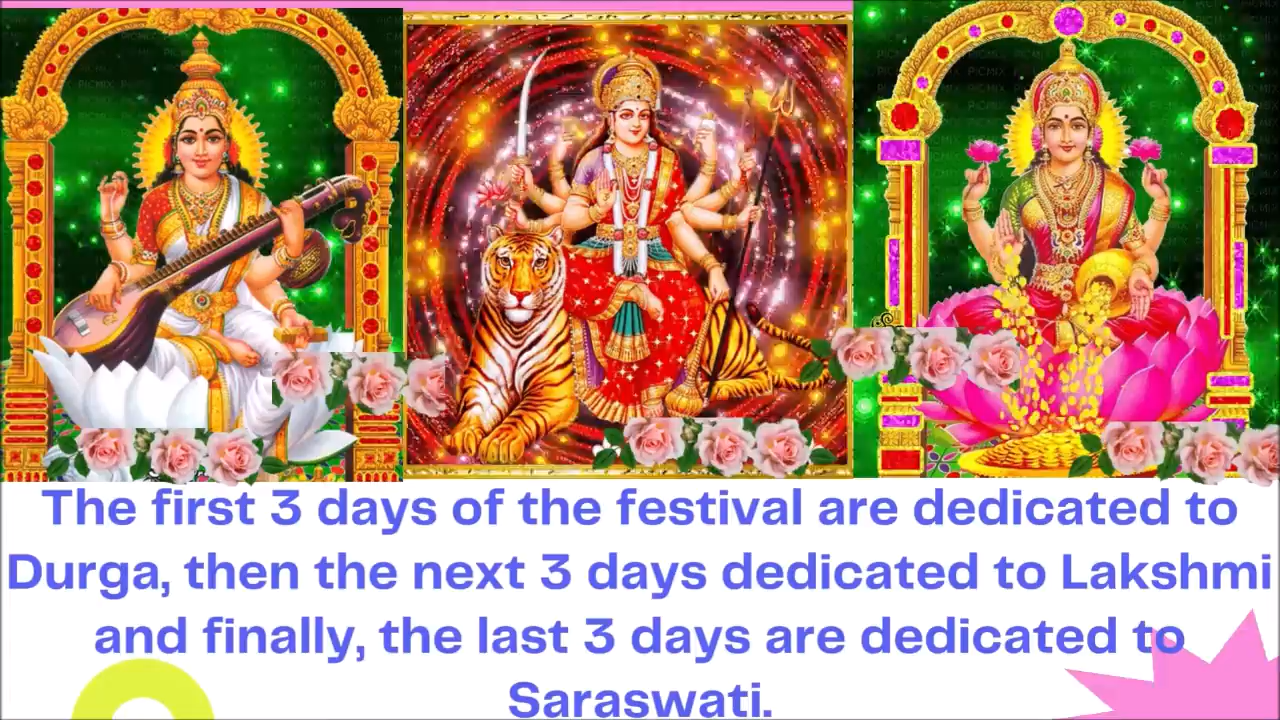 The first 3 days of the festival are dedicated to
Durga, then the next 3 days dedicated to Lakshmi
and finally, the last 3 days are dedicated to
Saraswati.